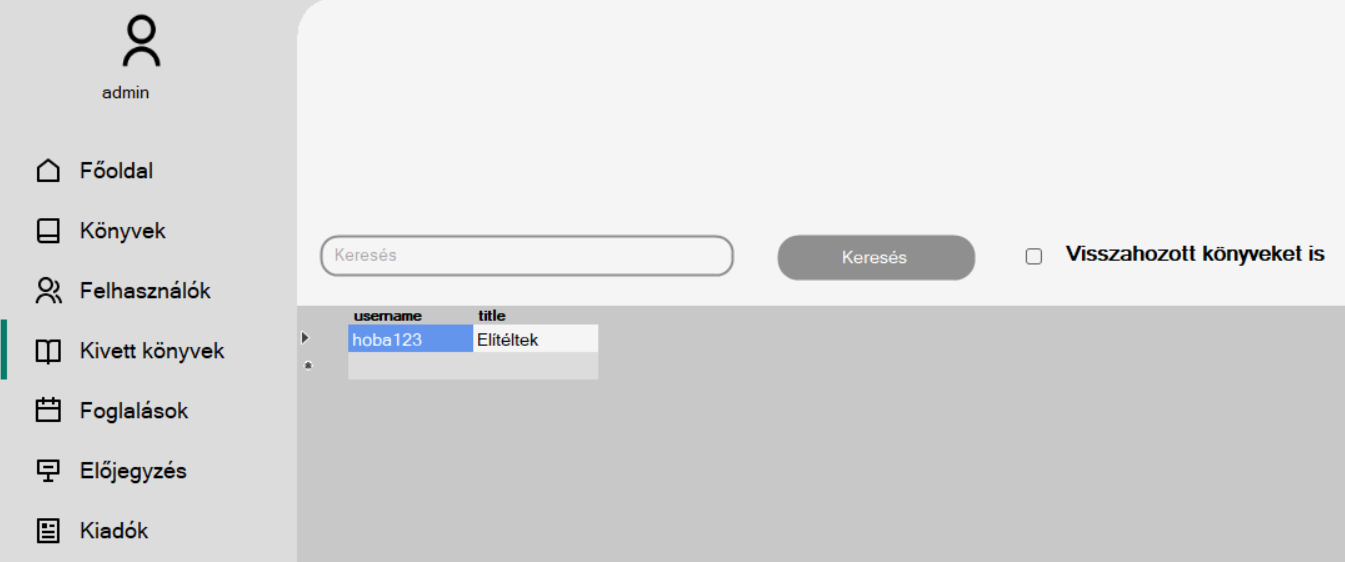 admin
Főoldal
Könyvek
Felhasználók
Kivett könyvek
Foglalások
Előjegyzés
Kiadók
Keresés
Keresés
Visszahozott könyveket is
username title
hoba123 Elítéltek